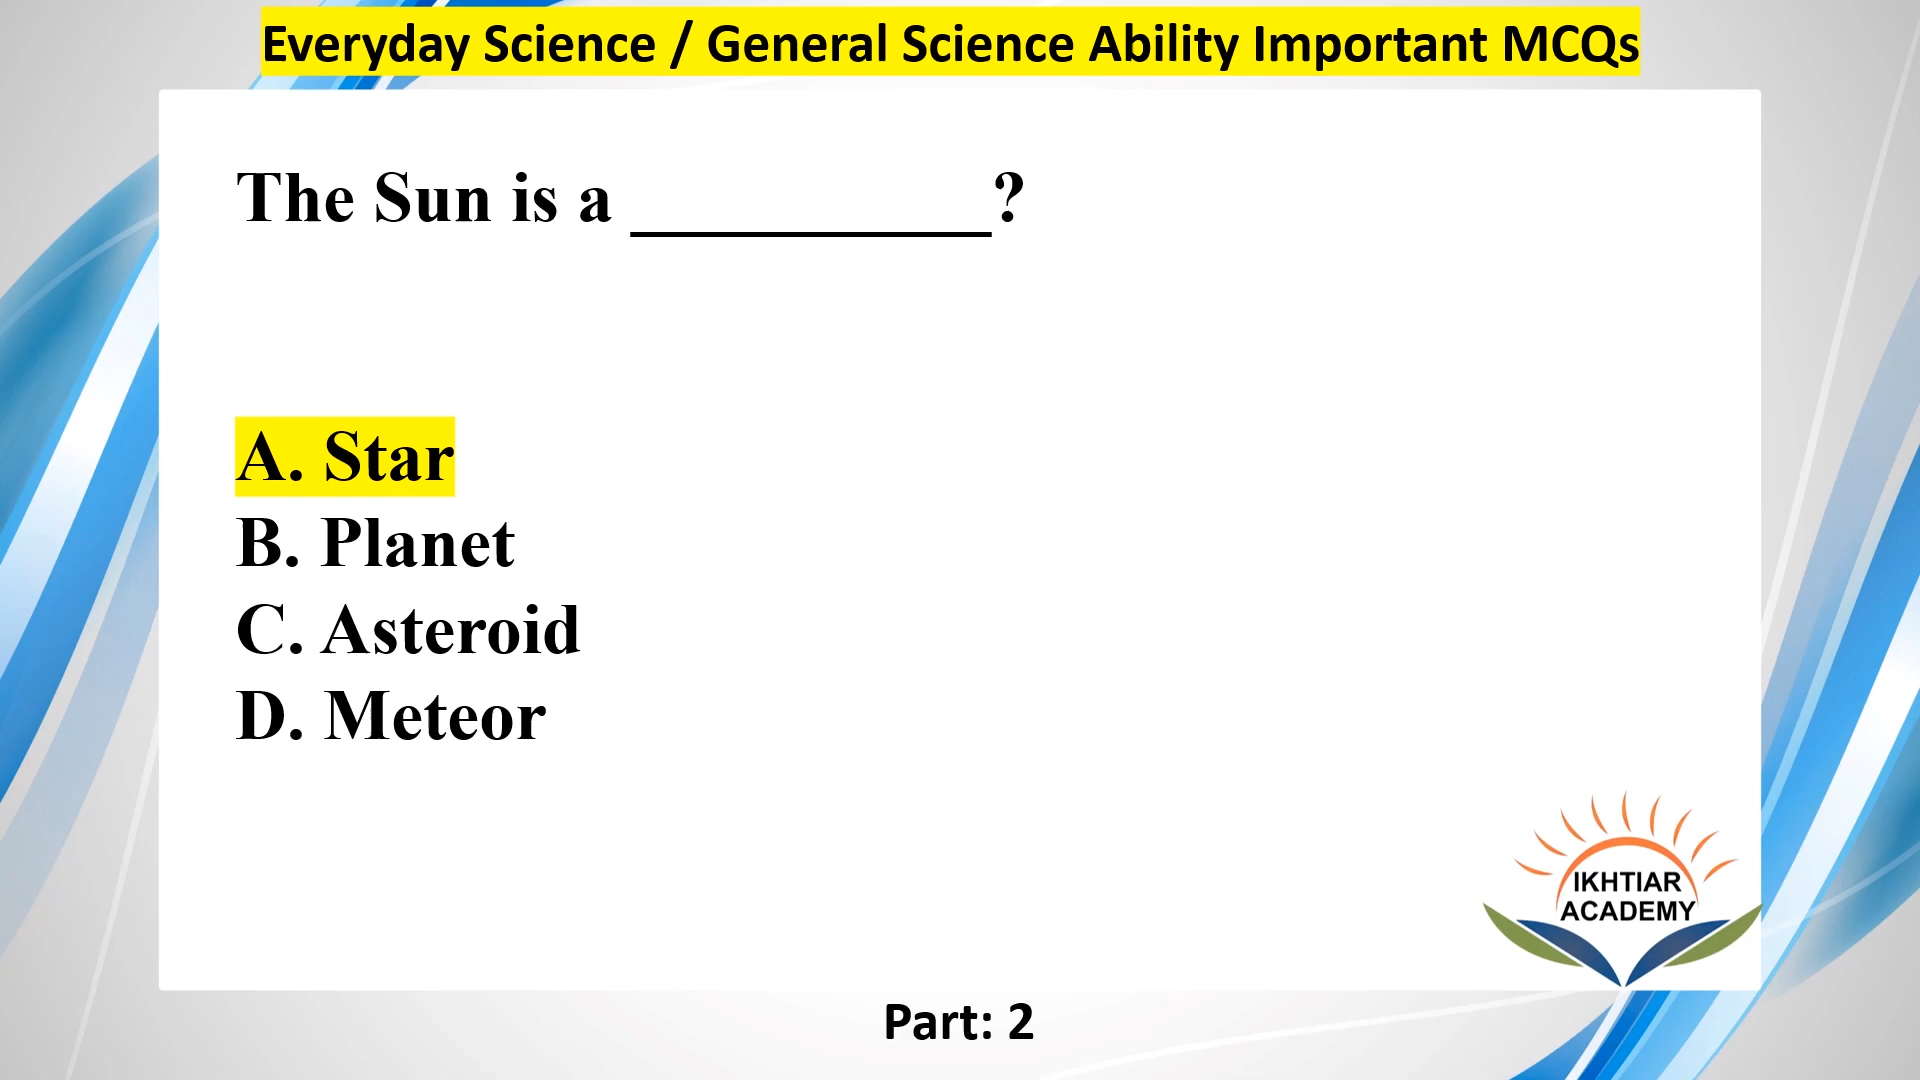 Everyday Science / General Science Ability Important MCQs
The Sun is a __________?
A. Star
B. Planet
C. Asteroid
D. Meteor
IKHTIAR
ACADEMY
Part: 2